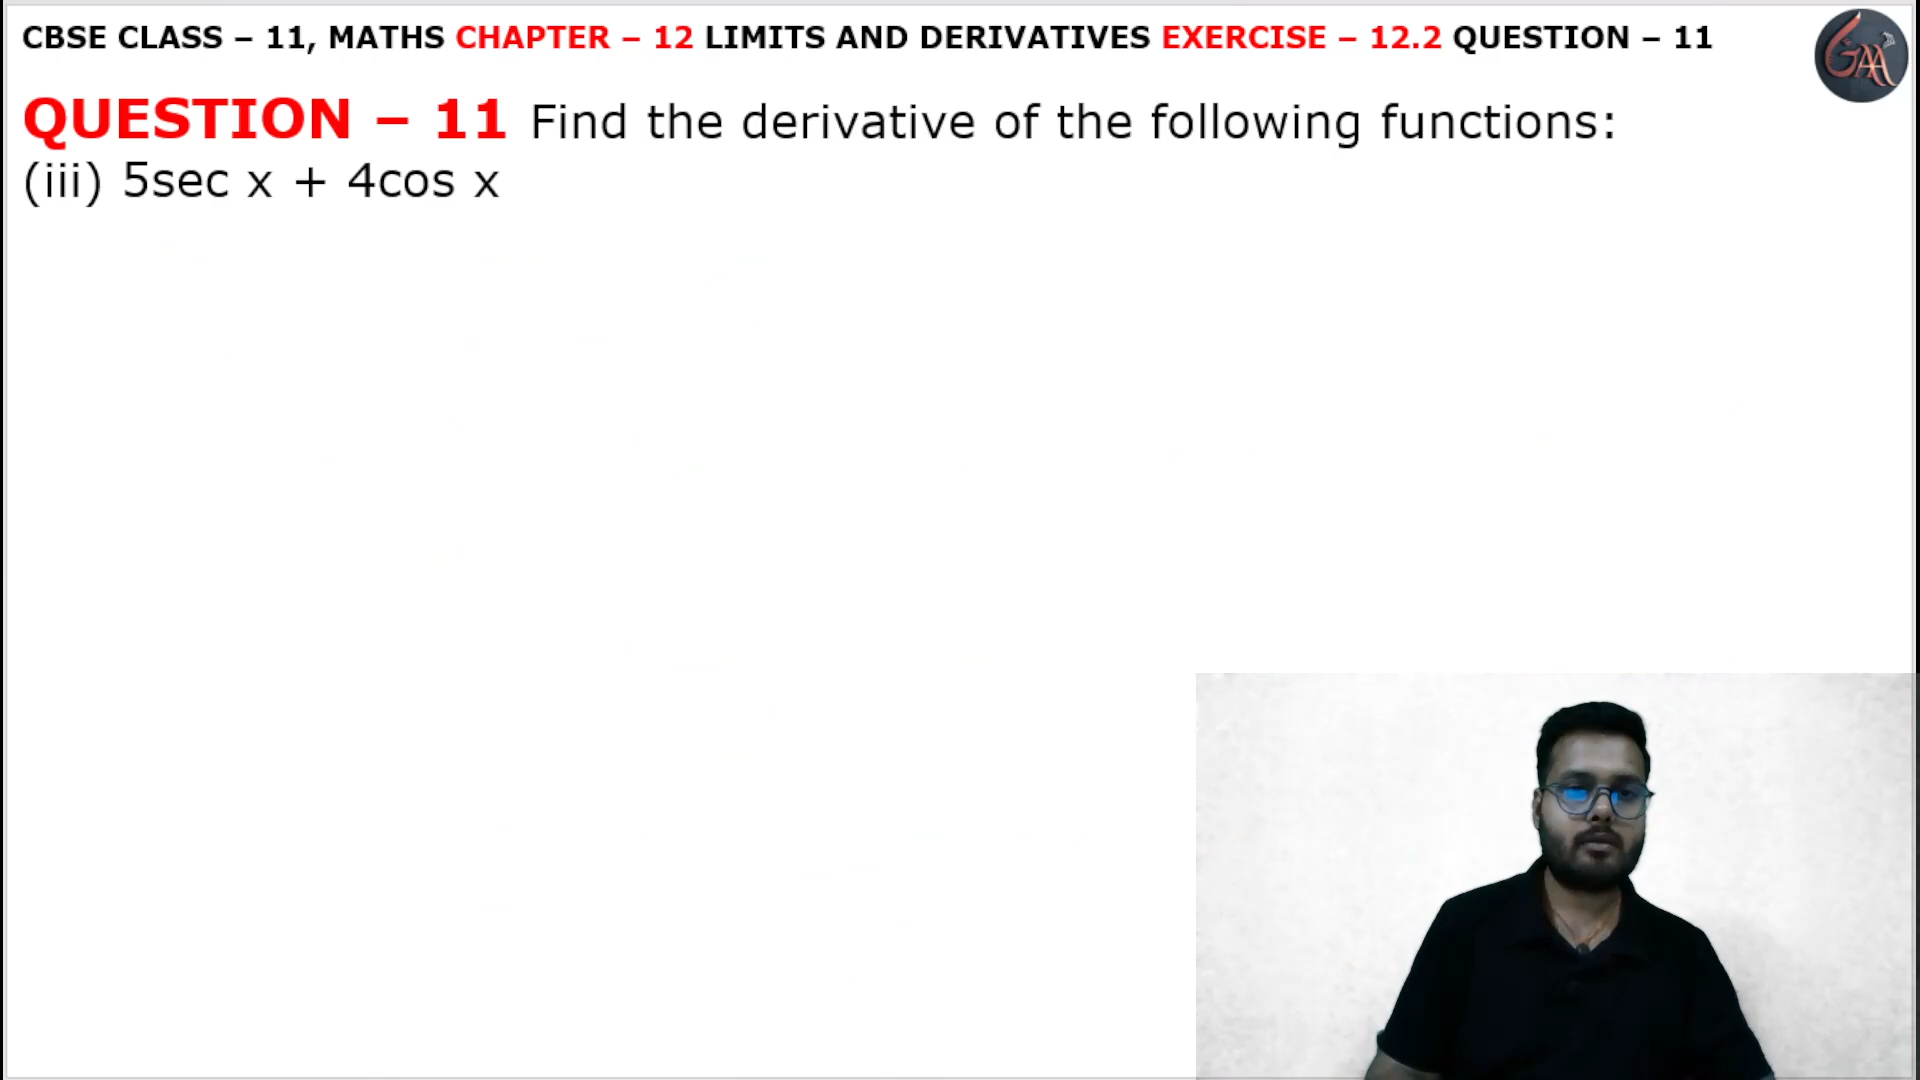 CBSE CLASS – 11, MATHS CHAPTER – 12 LIMITS AND DERIVATIVES EXERCISE – 12.2 QUESTION – 11
QUESTION – 11 Find the derivative of the following functions:
(iii) 5sec x + 4cos x